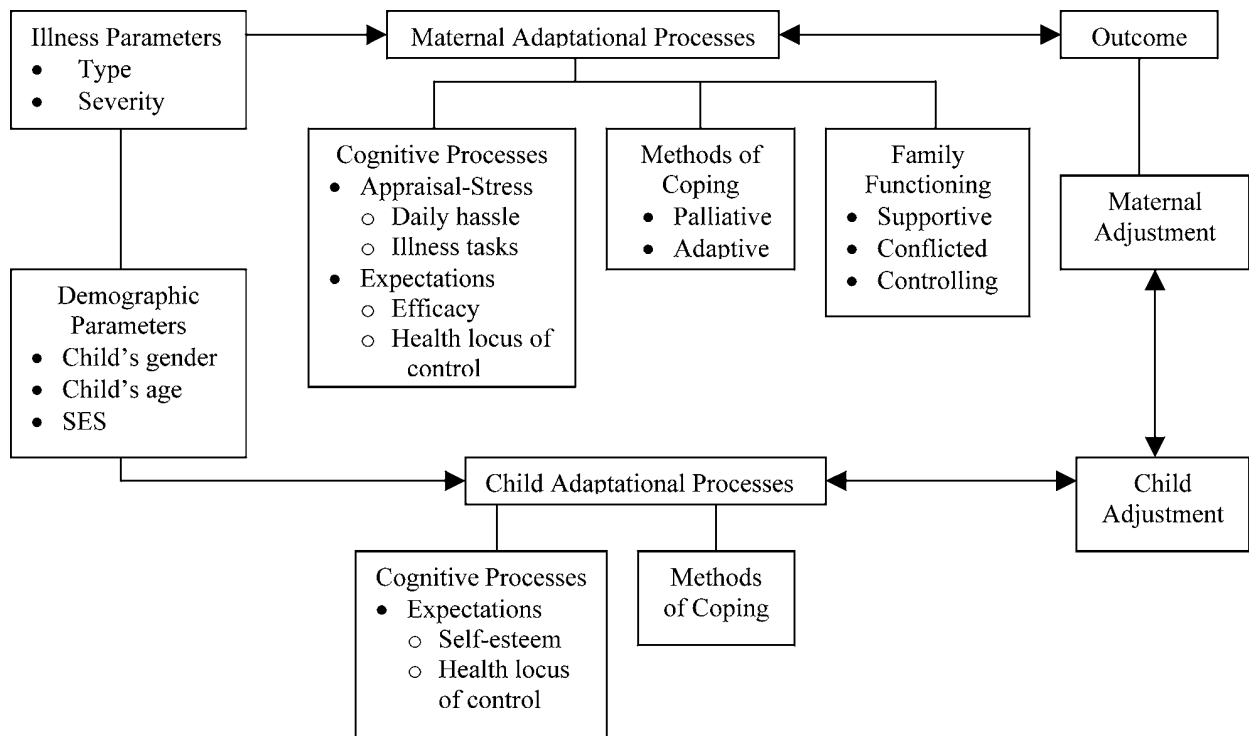 Illness Parameters
● Type
● Severity
Maternal Adaptational Processes
Outcome
Cognitive Processes
● Appraisal-Stress
○ Daily hassle
○ Illness tasks
● Expectations
○ Efficacy
○ Health locus of
control
Methods of
Coping
● Palliative
● Adaptive
Family
Functioning
● Supportive
● Conflicted
● Controlling
Maternal
Adjustment
Demographic
Parameters
● Child’s gender
● Child’s age
● SES
Child Adaptational Processes
Child
Adjustment
Cognitive Processes
● Expectations
○ Self-esteem
○ Health locus
of control
Methods
of Coping